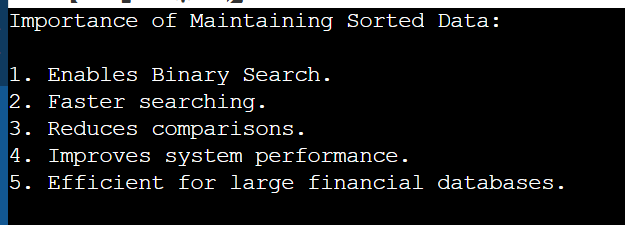 Importance of Maintaining Sorted Data:
1. Enables Binary Search.
2. Faster searching.
3. Reduces comparisons.
4. Improves system performance.
5. Efficient for large financial databases.